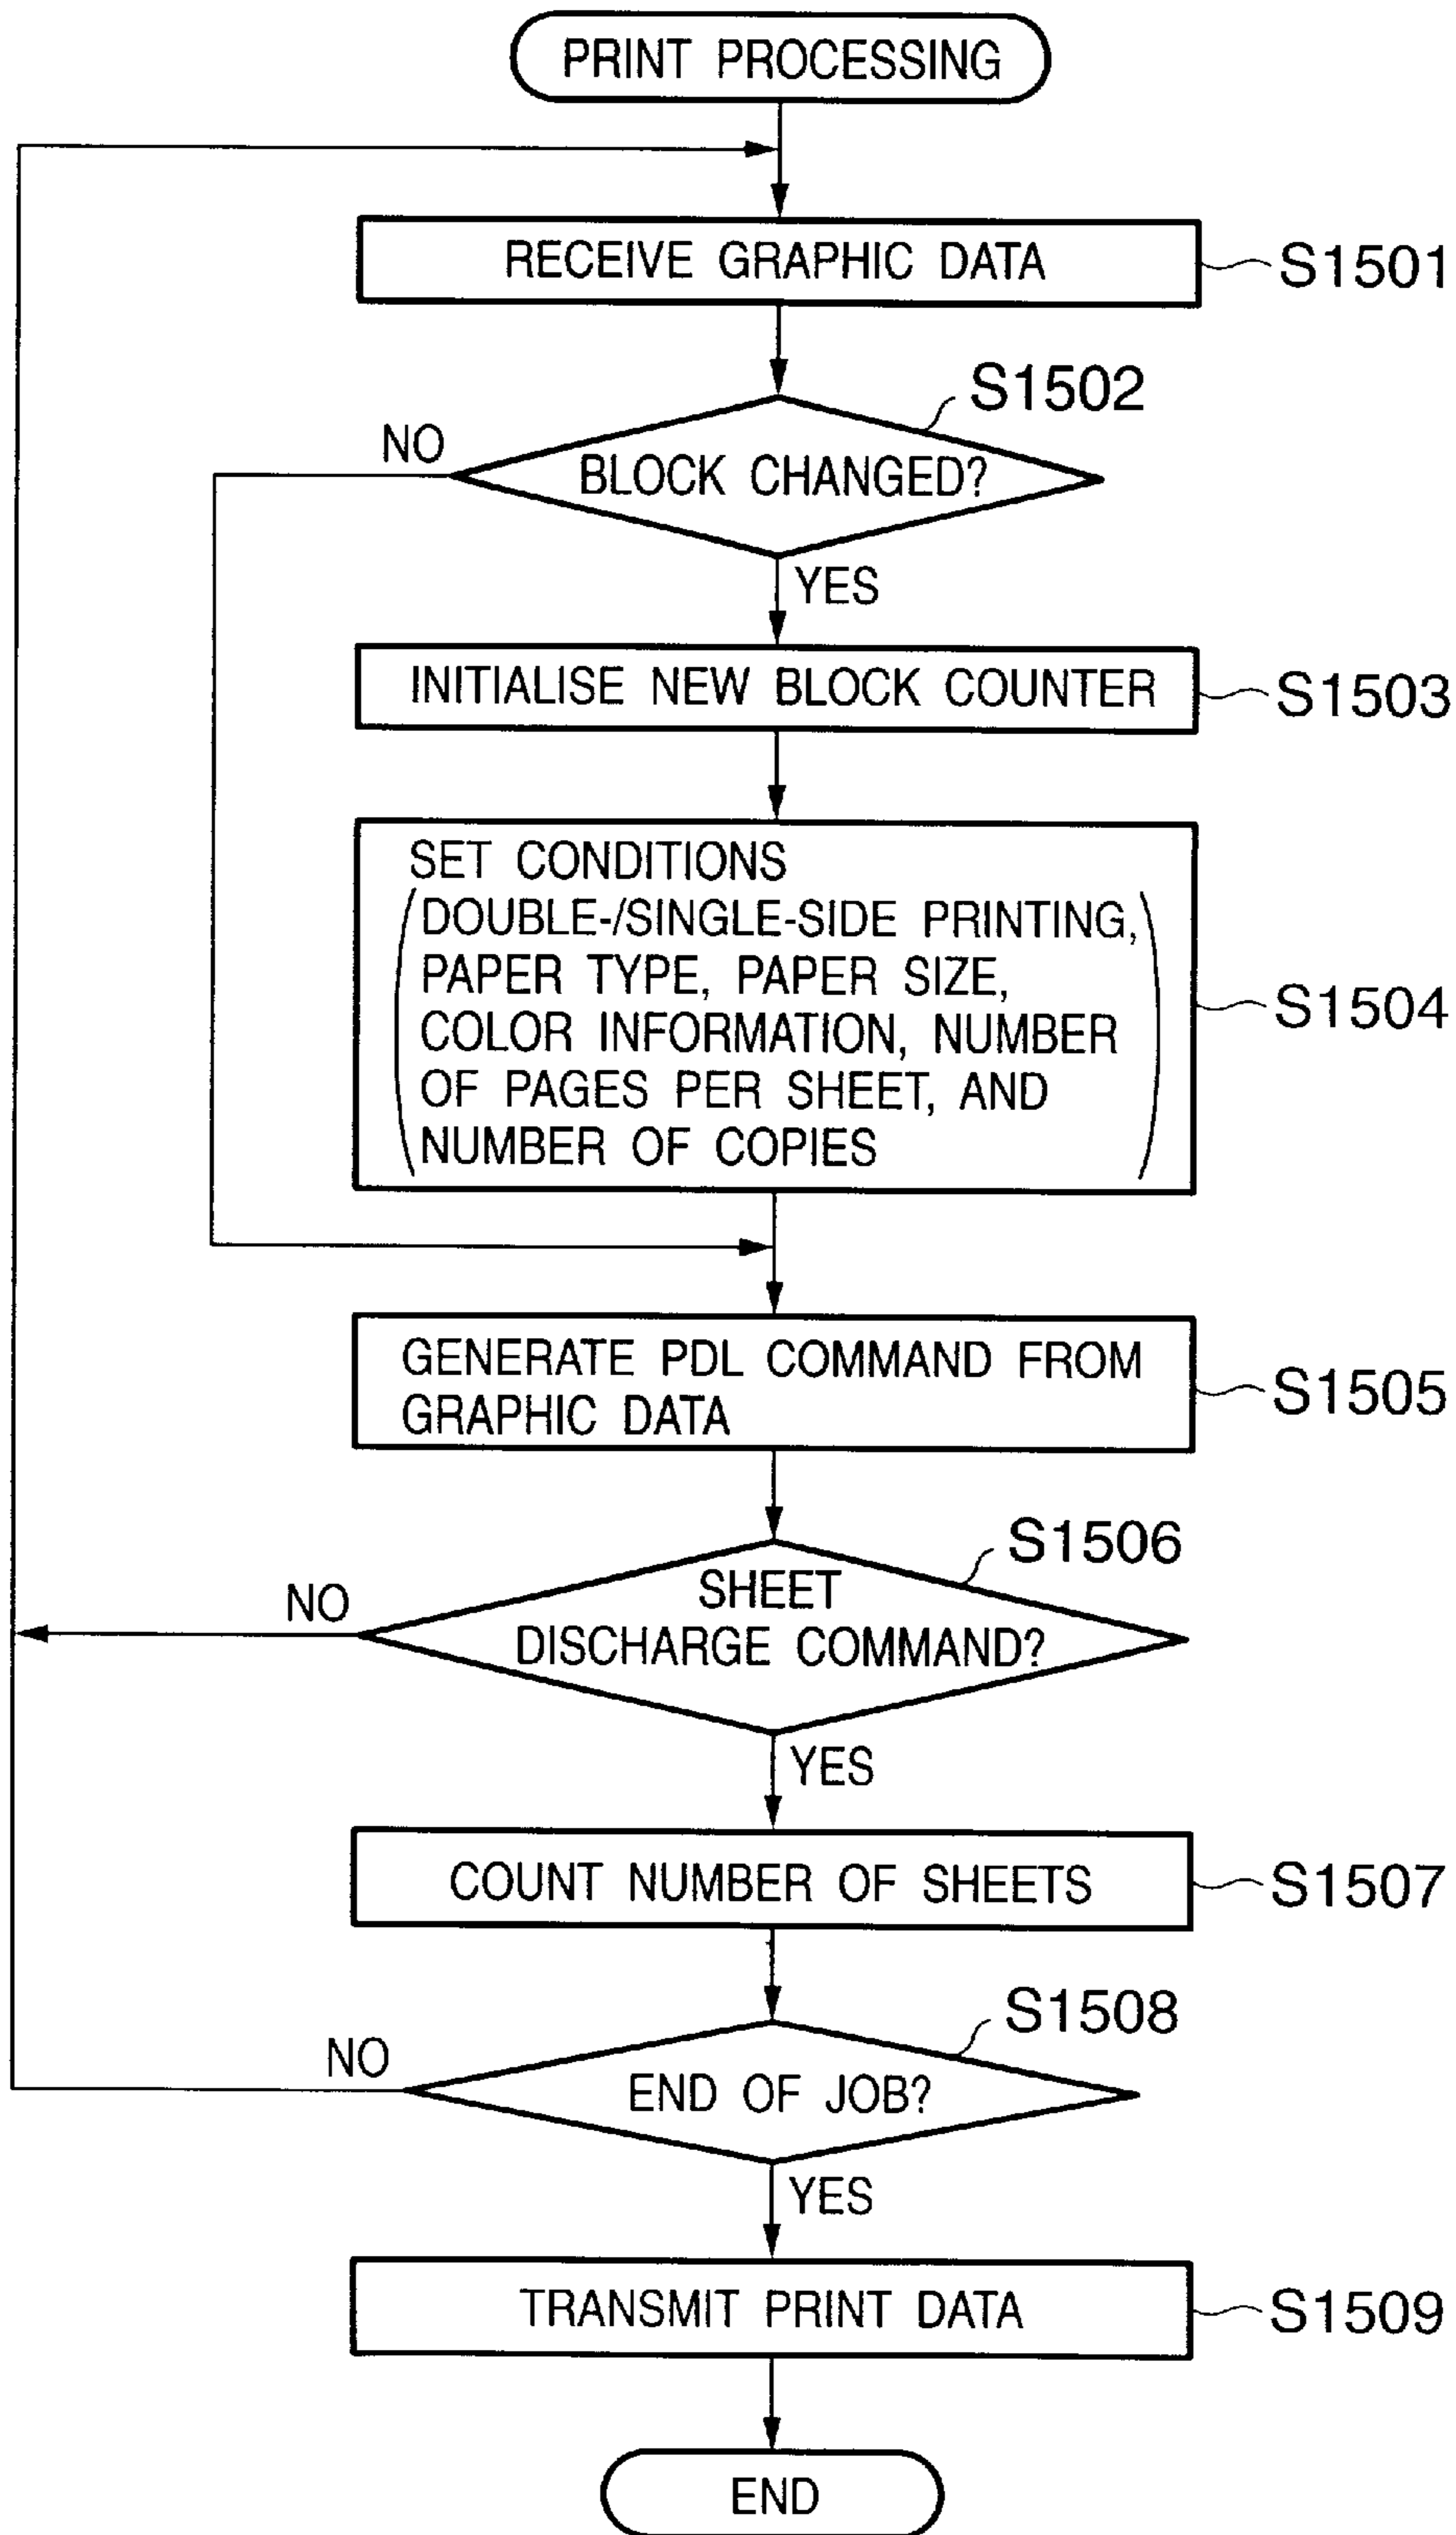 PRINT PROCESSING
RECEIVE GRAPHIC DATA
S1501
S1502
NO
BLOCK CHANGED?
YES
INITIALISE NEW BLOCK COUNTER
S1503
SET CONDITIONS
(DOUBLE-/SINGLE-SIDE PRINTING,
PAPER TYPE, PAPER SIZE,
COLOR INFORMATION, NUMBER
OF PAGES PER SHEET, AND
NUMBER OF COPIES)
S1504
GENERATE PDL COMMAND FROM
GRAPHIC DATA
S1505
S1506
NO
SHEET
DISCHARGE COMMAND?
YES
COUNT NUMBER OF SHEETS
S1507
S1508
NO
END OF JOB?
YES
TRANSMIT PRINT DATA
S1509
END